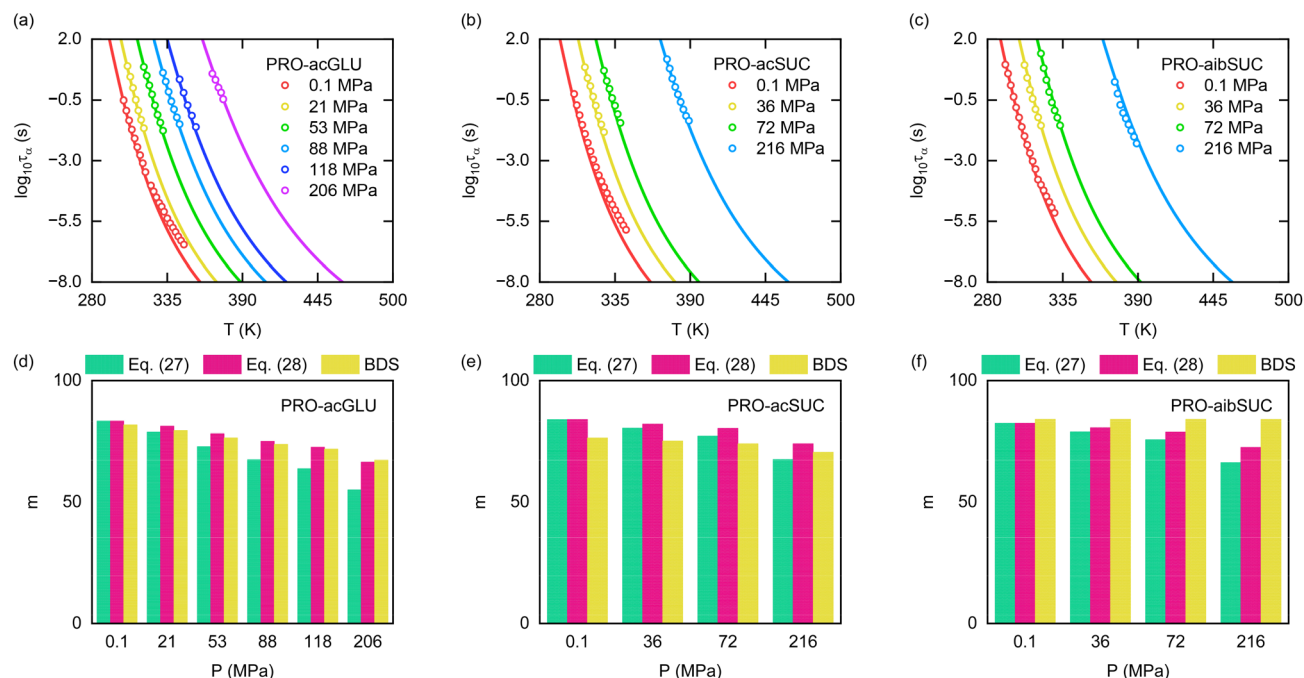 (a)
2.0
−0.5
−3.0
−5.5
−8.0
log₁₀τα (s)
280 335 390 445 500
T (K)
PRO-acGLU
0.1 MPa
21 MPa
53 MPa
88 MPa
118 MPa
206 MPa
(b)
2.0
−0.5
−3.0
−5.5
−8.0
log₁₀τα (s)
280 335 390 445 500
T (K)
PRO-acSUC
0.1 MPa
36 MPa
72 MPa
216 MPa
(c)
2.0
−0.5
−3.0
−5.5
−8.0
log₁₀τα (s)
280 335 390 445 500
T (K)
PRO-aibSUC
0.1 MPa
36 MPa
72 MPa
216 MPa
(d)
Eq. (27) Eq. (28) BDS
PRO-acGLU
100
50
0
m
0.1 21 53 88 118 206
P (MPa)
(e)
Eq. (27) Eq. (28) BDS
PRO-acSUC
100
50
0
m
0.1 36 72 216
P (MPa)
(f)
Eq. (27) Eq. (28) BDS
PRO-aibSUC
100
50
0
m
0.1 36 72 216
P (MPa)